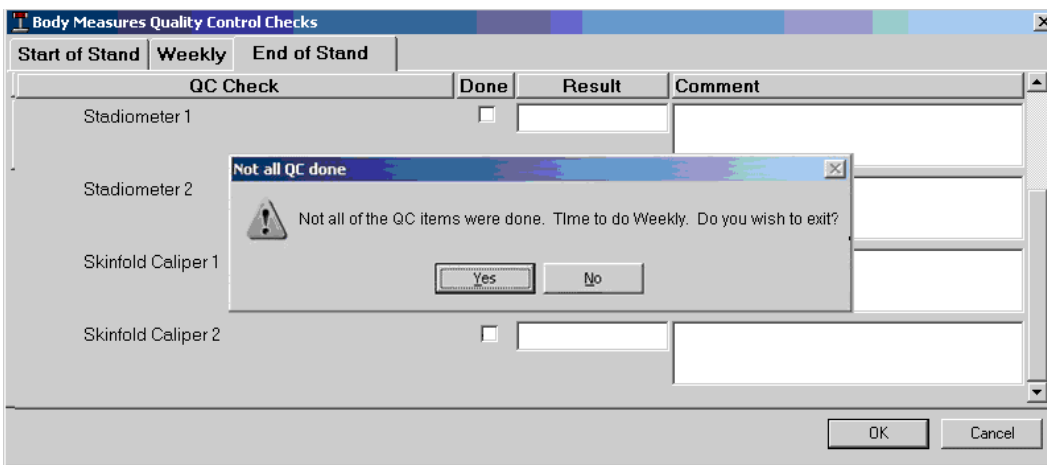 Body Measures Quality Control Checks
Start of Stand Weekly End of Stand
QC Check Done Result Comment
Stadiometer 1
Not all QC done
Stadiometer 2
Not all of the QC items were done. TIme to do Weekly. Do you wish to exit?
Skinfold Caliper 1
Yes No
Skinfold Caliper 2
OK Cancel